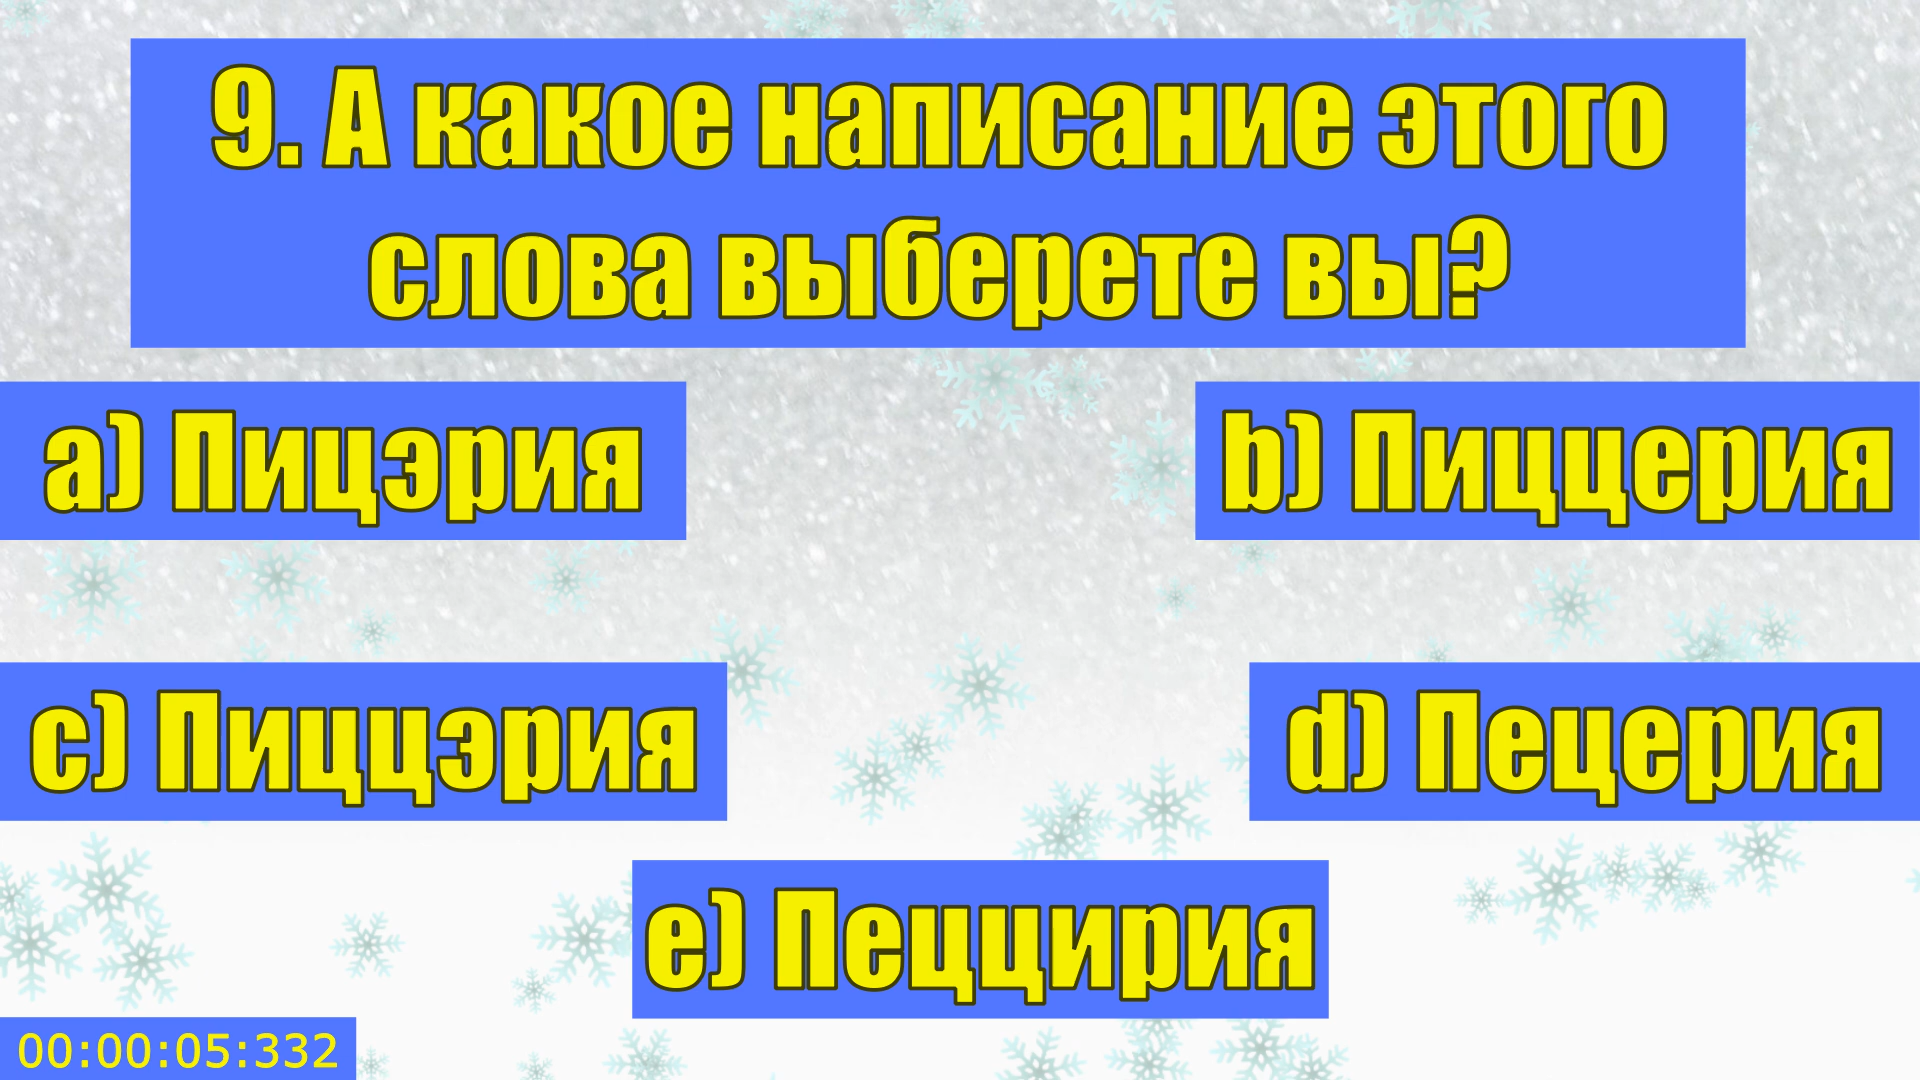 9. А какое написание этого
слова выберете вы?
a) Пицэрия
b) Пиццерия
c) Пиццэрия
d) Пецерия
e) Пеццирия
00:00:05:332